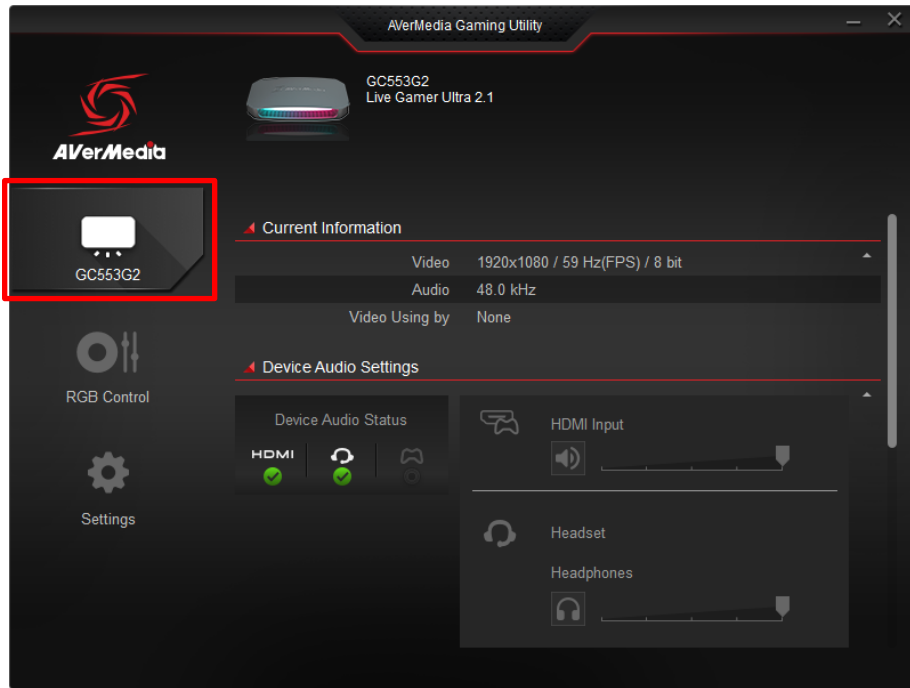 AVerMedia Gaming Utility
GC553G2
Live Gamer Ultra 2.1
AVerMedia
GC553G2
RGB Control
Settings
Current Information
Video 1920x1080 / 59 Hz(FPS) / 8 bit
Audio 48.0 kHz
Video Using by None
Device Audio Settings
Device Audio Status
HDMI
HDMI Input
Headset
Headphones